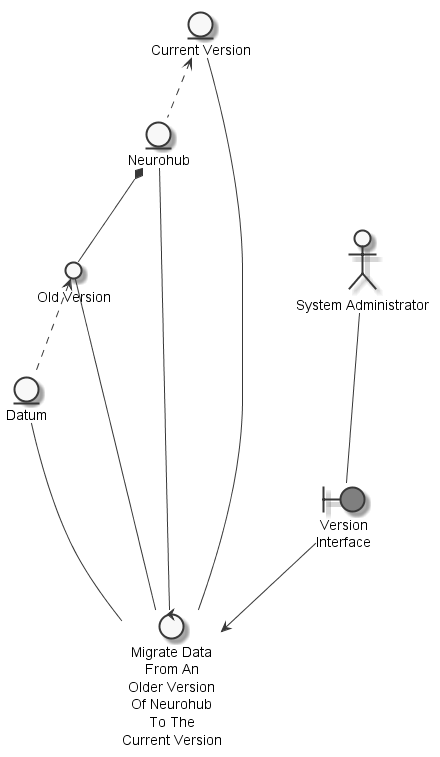 Current Version
Neurohub
System Administrator
Old Version
Datum
Version
Interface
Migrate Data
From An
Older Version
Of Neurohub
To The
Current Version